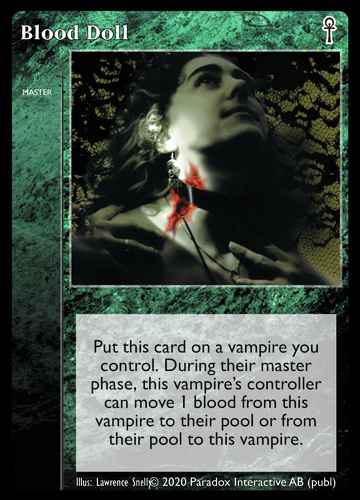 Blood Doll
MASTER
Put this card on a vampire you
control. During their master
phase, this vampire's controller
can move 1 blood from this
vampire to their pool or from
their pool to this vampire.
Illus: Lawrence Snelly© 2020 Paradox Interactive AB (publ)